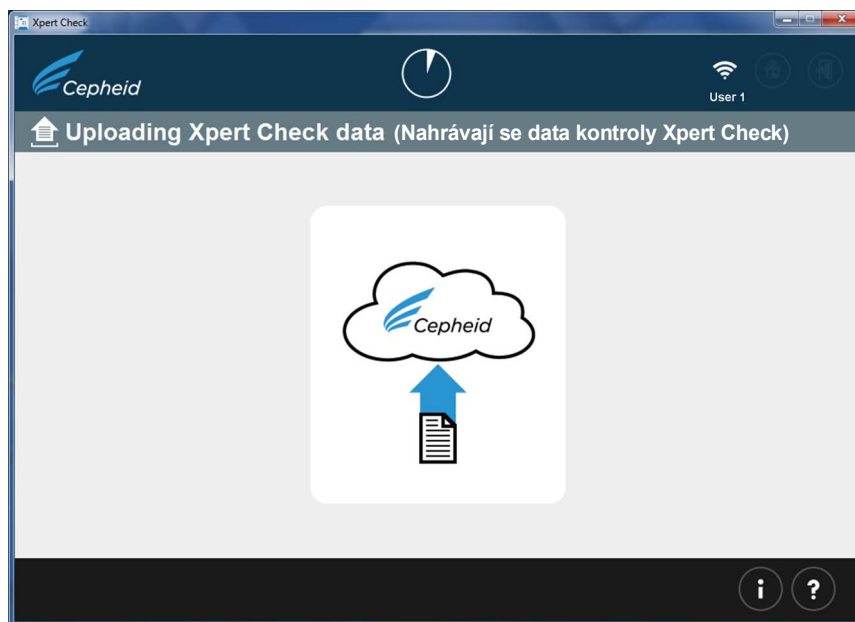 Xpert Check
Cepheid
User 1
Uploading Xpert Check data (Nahrávají se data kontroly Xpert Check)
Cepheid
i ?